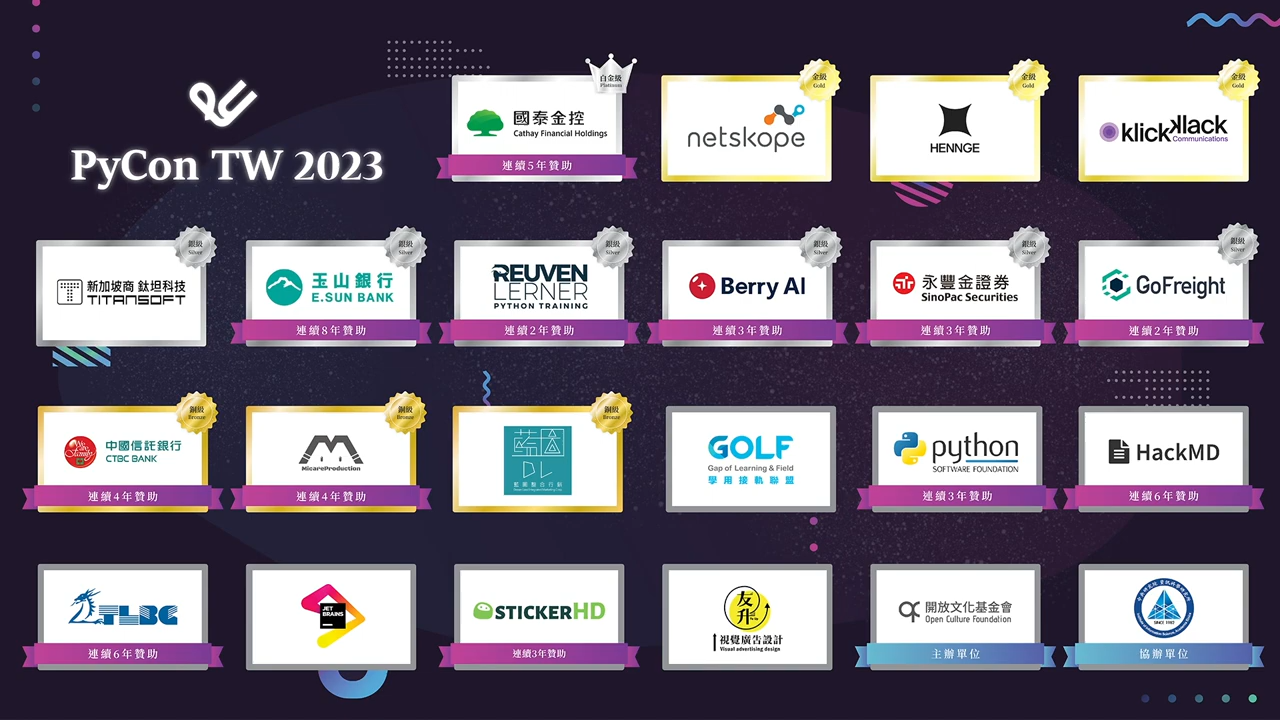 PyCon TW 2023
白金級
Platinum
國泰金控
Cathay Financial Holdings
連續5年贊助
金級
Gold
netskope
金級
Gold
HENNGE
金級
Gold
klickklack
Communications
銀級
Silver
新加坡商 鈦坦科技
TITANSOFT
銀級
Silver
玉山銀行
E.SUN BANK
連續8年贊助
銀級
Silver
REUVEN
LERNER
PYTHON TRAINING
連續2年贊助
銀級
Silver
Berry AI
連續3年贊助
銀級
Silver
永豐金證券
SinoPac Securities
連續3年贊助
銀級
Silver
GoFreight
連續2年贊助
銅級
Bronze
We are
family
中國信託銀行
CTBC BANK
連續4年贊助
銅級
Bronze
MicareProduction
連續4年贊助
銅級
Bronze
藍圖
DL
藍圖整合行銷
GOLF
Gap of Learning & Field
學用接軌聯盟
python
SOFTWARE FOUNDATION
連續3年贊助
HackMD
連續6年贊助
TLBC
連續6年贊助
JET
BRAINS
STICKERHD
連續3年贊助
友升
視覺廣告設計
Visual advertising design
開放文化基金會
Open Culture Foundation
主辦單位
SINCE 1982
協辦單位